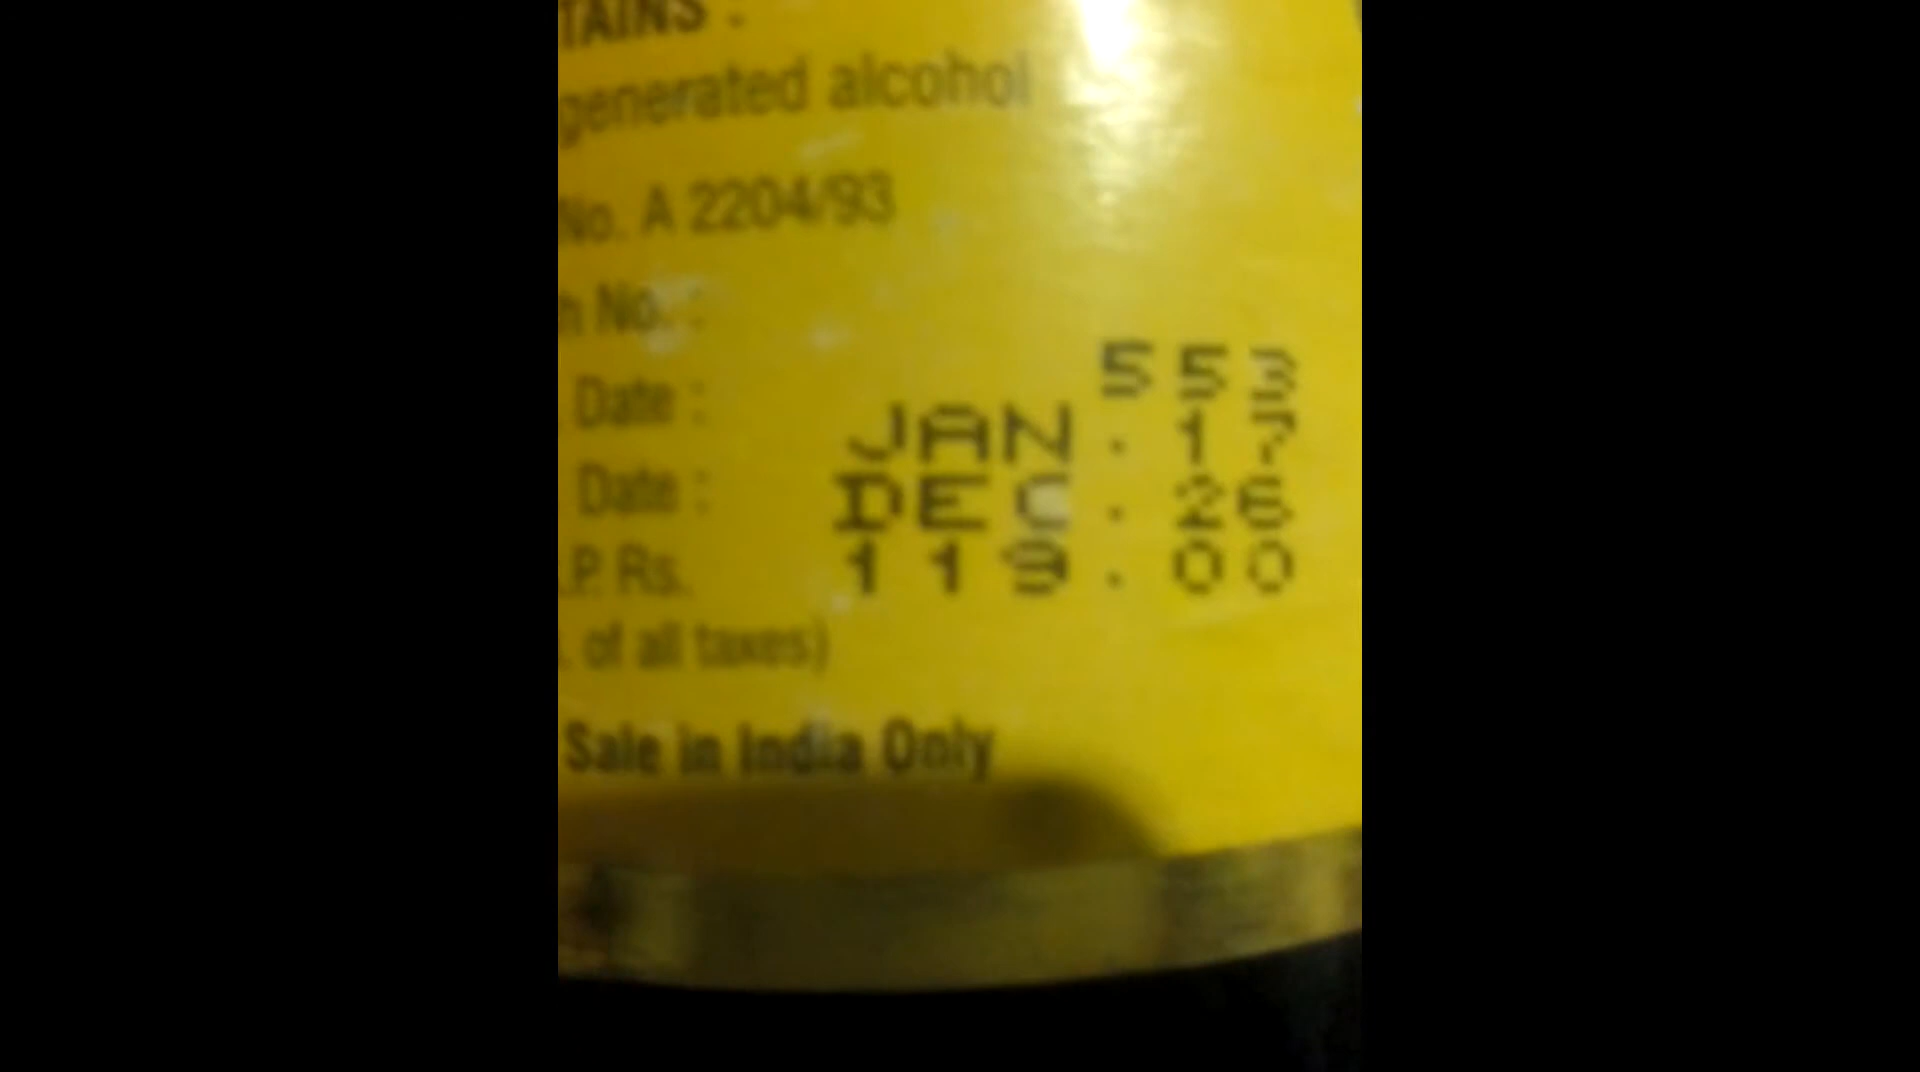 TAINS :
generated alcohol
No. A 2204/93
h No. :
553
Date :
JAN. 17
Date :
DEC. 26
.P. Rs. 119.00
. of all taxes)
Sale in India Only